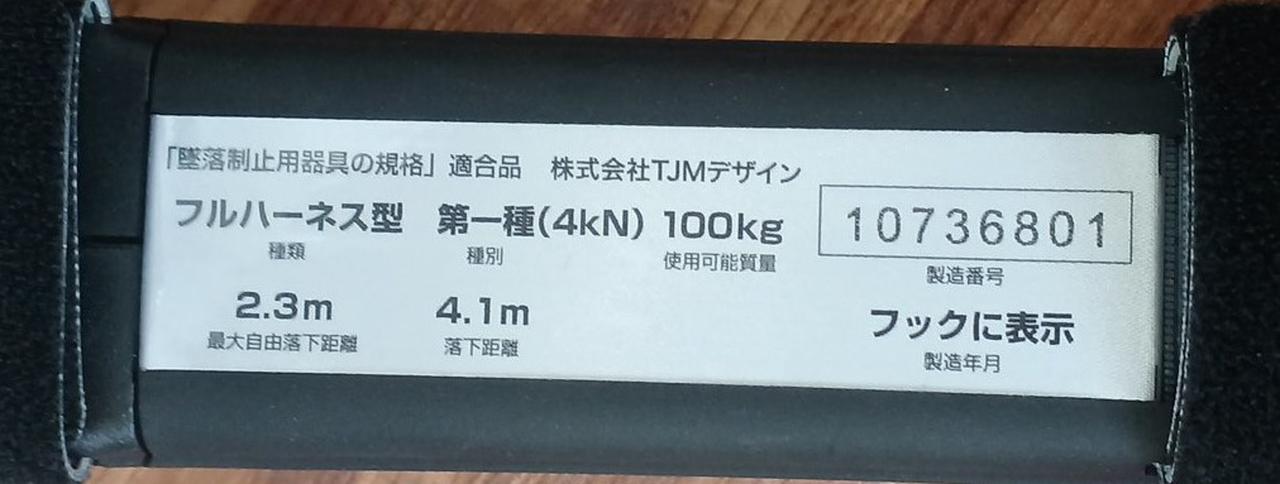 「墜落制止用器具の規格」適合品 株式会社TJMデザイン
フルハーネス型 第一種(4kN) 100kg 10736801
種類 種別 使用可能質量 製造番号
2.3m 4.1m フックに表示
最大自由落下距離 落下距離 製造年月